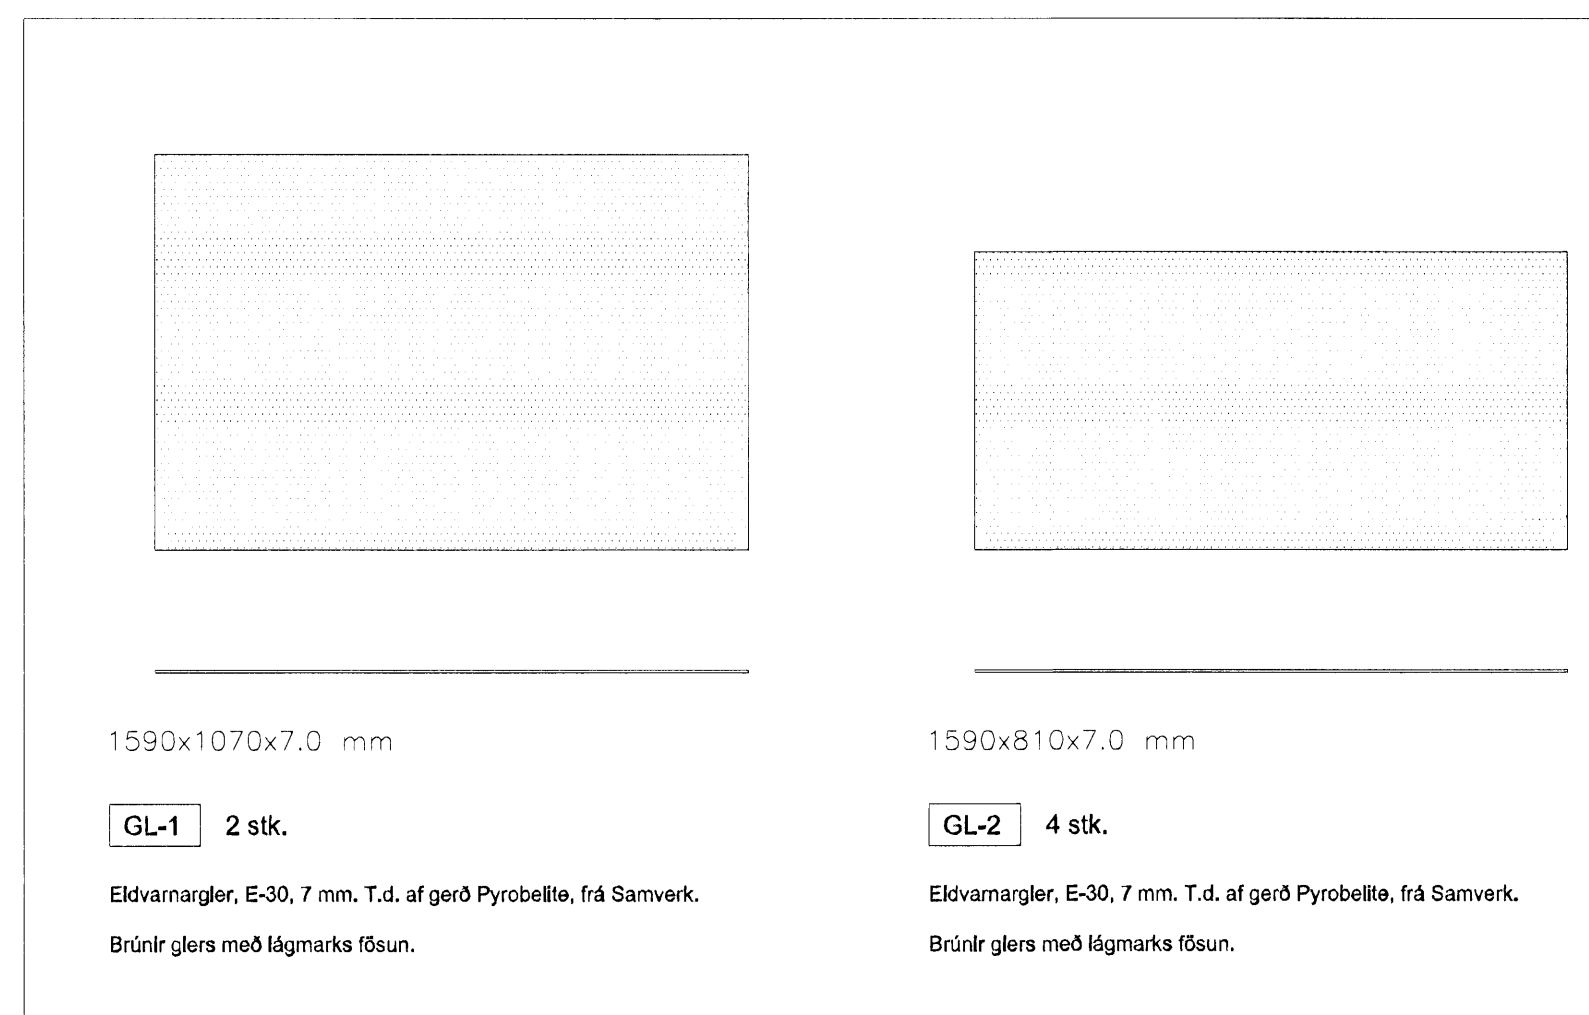 1590x1070x7.0 mm
GL-1 2 stk.
Eldvarnargler, E-30, 7 mm. T.d. af gerð Pyrobelite, frá Samverk.
Brúnir glers með lágmarks fösun.
1590x810x7.0 mm
GL-2 4 stk.
Eldvarnargler, E-30, 7 mm. T.d. af gerð Pyrobelite, frá Samverk.
Brúnir glers með lágmarks fösun.